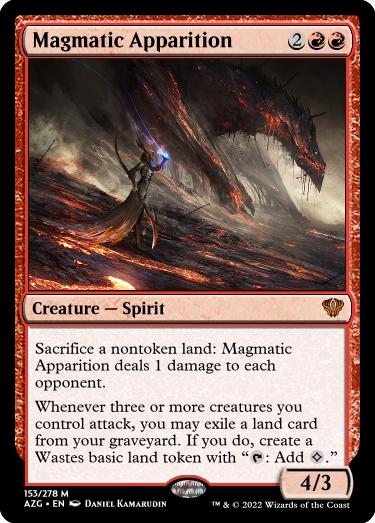 Magmatic Apparition 2
Creature — Spirit
Sacrifice a nontoken land: Magmatic
Apparition deals 1 damage to each
opponent.
Whenever three or more creatures you
control attack, you may exile a land card
from your graveyard. If you do, create a
Wastes basic land token with “: Add .”
4/3
153/278 M
AZG • EN Daniel Kamarudin ™ & © 2022 Wizards of the Coast